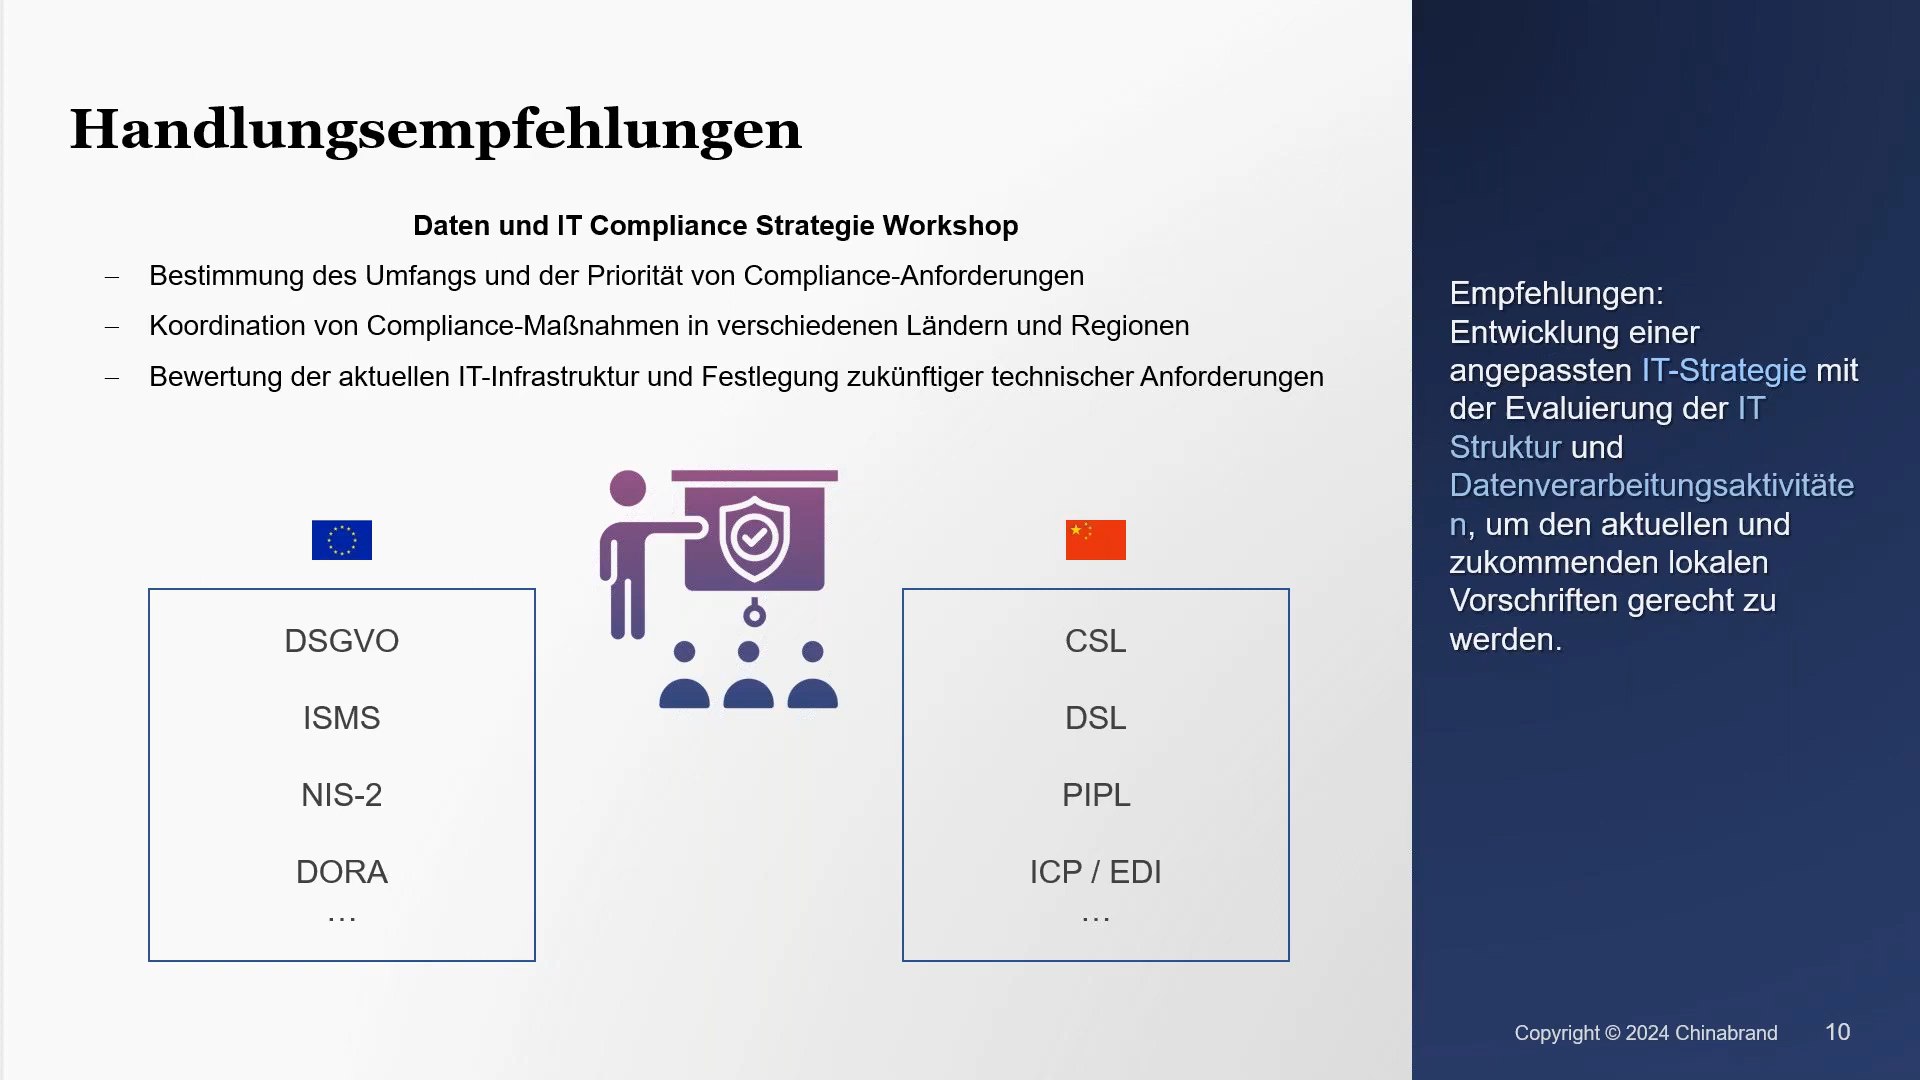 Handlungsempfehlungen
Daten und IT Compliance Strategie Workshop
– Bestimmung des Umfangs und der Priorität von Compliance-Anforderungen
– Koordination von Compliance-Maßnahmen in verschiedenen Ländern und Regionen
– Bewertung der aktuellen IT-Infrastruktur und Festlegung zukünftiger technischer Anforderungen
DSGVO
ISMS
NIS-2
DORA
…
CSL
DSL
PIPL
ICP / EDI
…
Empfehlungen:
Entwicklung einer
angepassten IT-Strategie mit
der Evaluierung der IT
Struktur und
Datenverarbeitungsaktivitäte
n, um den aktuellen und
zukommenden lokalen
Vorschriften gerecht zu
werden.
Copyright © 2024 Chinabrand 10